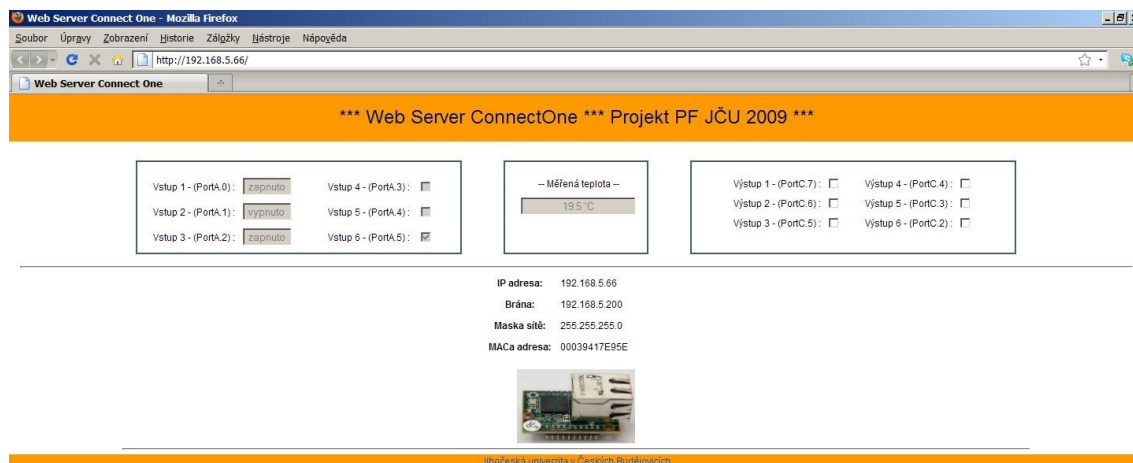 Web Server Connect One - Mozilla Firefox
Soubor Úpravy Zobrazení Historie Záložky Nástroje Nápověda
http://192.168.5.66/
Web Server Connect One
*** Web Server ConnectOne *** Projekt PF JČU 2009 ***
Vstup 1 - (PortA.0) : zapnuto Vstup 4 - (PortA.3) :
Vstup 2 - (PortA.1) : vypnuto Vstup 5 - (PortA.4) :
Vstup 3 - (PortA.2) : zapnuto Vstup 6 - (PortA.5) :
-- Měřená teplota --
19.5 °C
Výstup 1 - (PortC.7) : Výstup 4 - (PortC.4) :
Výstup 2 - (PortC.6) : Výstup 5 - (PortC.3) :
Výstup 3 - (PortC.5) : Výstup 6 - (PortC.2) :
IP adresa: 192.168.5.66
Brána: 192.168.5.200
Maska sítě: 255.255.255.0
MACa adresa: 00039417E95E
Jihočeská univerzita v Českých Budějovicích